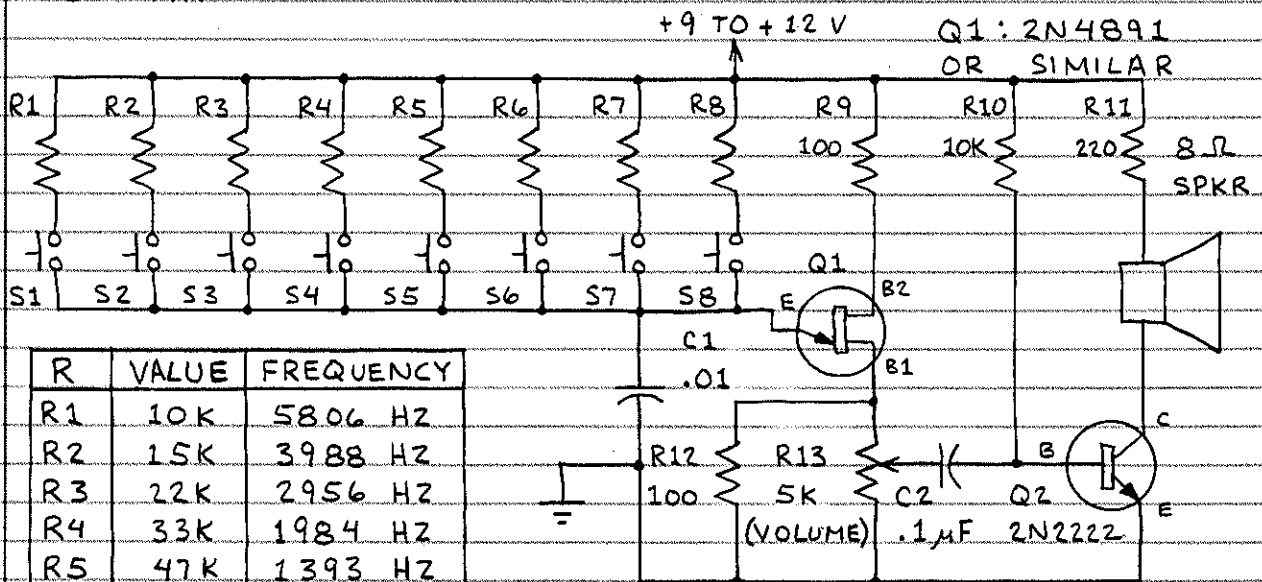 +9 TO +12 V
Q1: 2N4891
OR SIMILAR
R1 R2 R3 R4 R5 R6 R7 R8 R9 R10 R11
100 10K 220 8 Ω
SPKR
Q1
S1 S2 S3 S4 S5 S6 S7 S8 E B2
C1
B1
.01
R VALUE FREQUENCY
R1 10K 5806 HZ
R2 15K 3988 HZ
R3 22K 2956 HZ
R4 33K 1984 HZ
R5 47K 1393 HZ
C
R12 R13 B
100 5K C2 Q2 E
(VOLUME) .1µF 2N2222